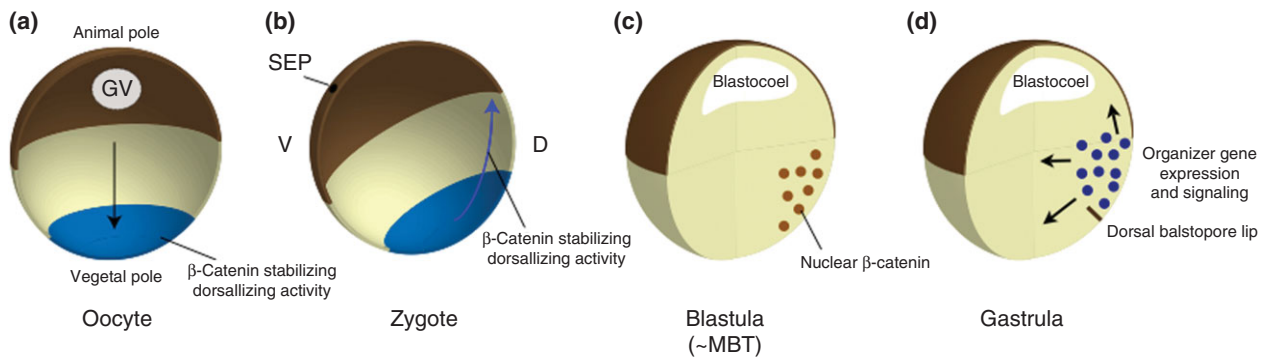 (a)
Animal pole
GV
Vegetal pole
β-Catenin stabilizing
dorsallizing activity
Oocyte
(b)
SEP
V
D
β-Catenin stabilizing
dorsallizing activity
Zygote
(c)
Blastocoel
Nuclear β-catenin
Blastula
(~MBT)
(d)
Blastocoel
Organizer gene
expression
and signaling
Dorsal balstopore lip
Gastrula